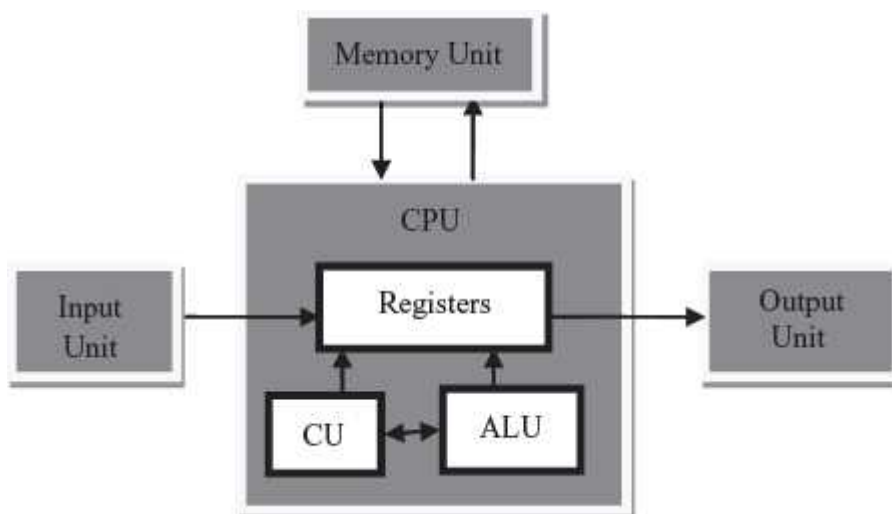 Memory Unit
CPU
Registers
Input
Unit
Output
Unit
CU
ALU